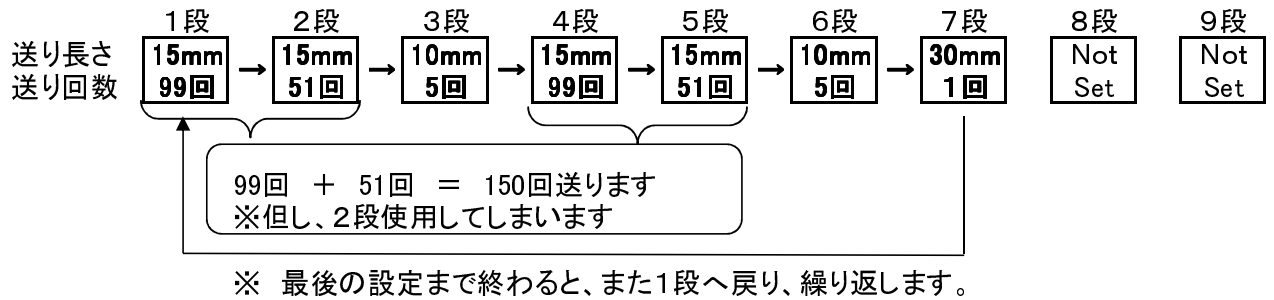 1段 2段 3段 4段 5段 6段 7段 8段 9段
送り長さ 15mm → 15mm → 10mm → 15mm → 15mm → 10mm → 30mm Not Not
送り回数 99回 51回 5回 99回 51回 5回 1回 Set Set
99回 + 51回 = 150回送ります
※但し、2段使用してしまいます
※ 最後の設定まで終わると、また1段へ戻り、繰り返します。